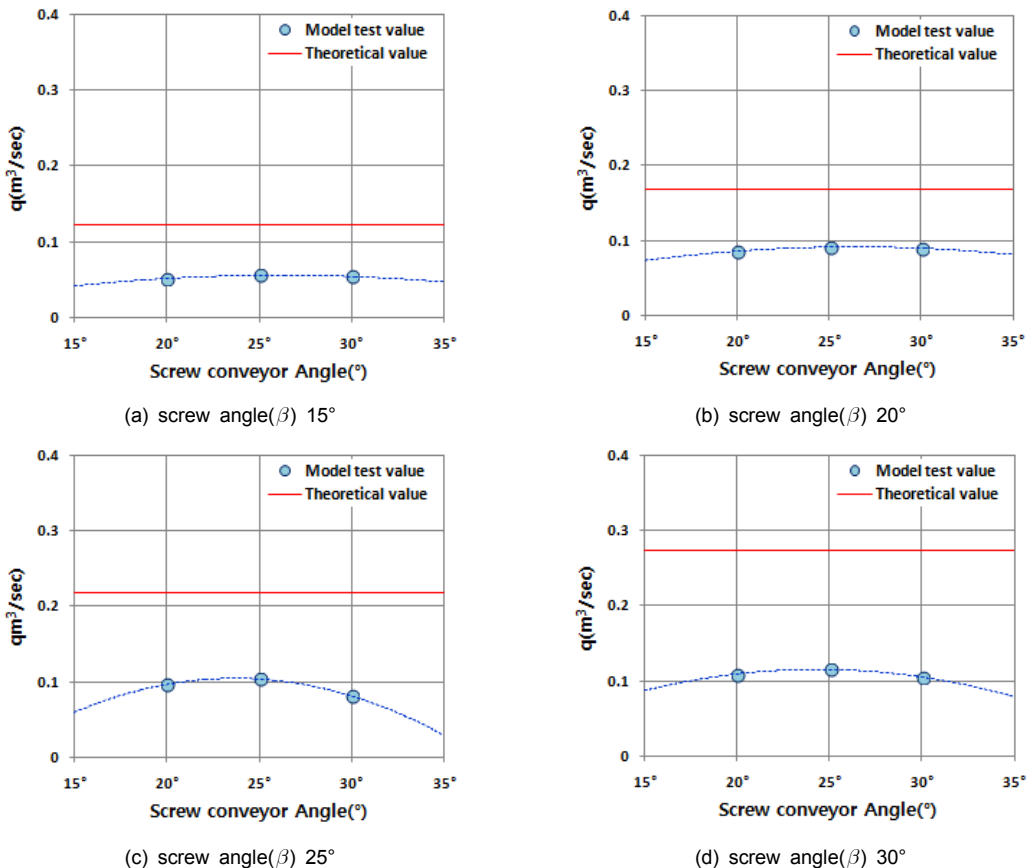 0.4
Model test value
Theoretical value
0.3
0.2
0.1
0
q(m³/sec)
15° 20° 25° 30° 35°
Screw conveyor Angle(°)
(a) screw angle(β) 15°
0.4
Model test value
Theoretical value
0.3
0.2
0.1
0
q(m³/sec)
15° 20° 25° 30° 35°
Screw conveyor Angle(°)
(b) screw angle(β) 20°
0.4
Model test value
Theoretical value
0.3
0.2
0.1
0
qm³/sec)
15° 20° 25° 30° 35°
Screw conveyor Angle(°)
(c) screw angle(β) 25°
0.4
Model test value
Theoretical value
0.3
0.2
0.1
0
q(m³/sec)
15° 20° 25° 30° 35°
Screw conveyor Angle(°)
(d) screw angle(β) 30°